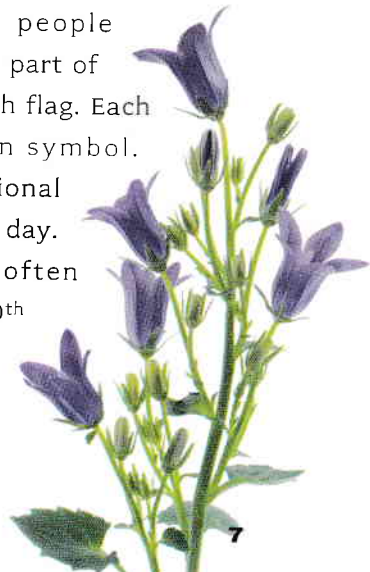 people
part of
h flag. Each
n symbol.
ional
day.
often
th
7